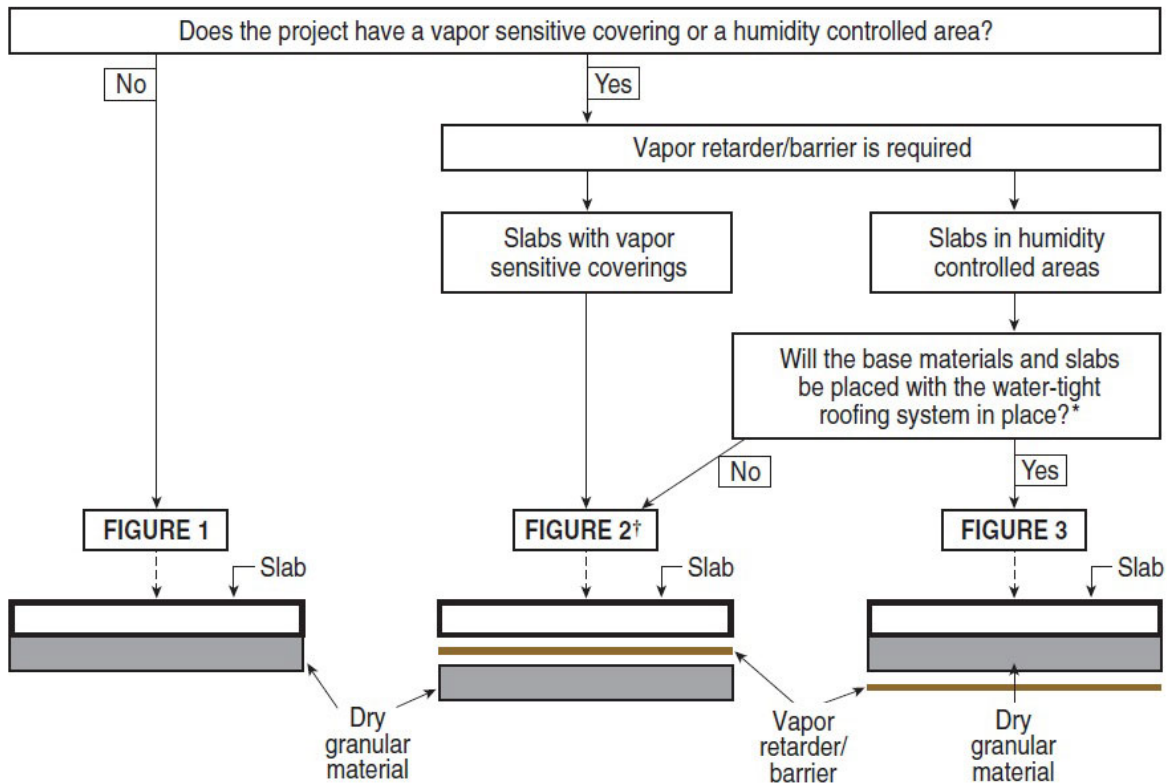 Does the project have a vapor sensitive covering or a humidity controlled area?
No
Yes
Vapor retarder/barrier is required
Slabs with vapor
sensitive coverings
Slabs in humidity
controlled areas
Will the base materials and slabs
be placed with the water-tight
roofing system in place?*
No
Yes
FIGURE 1
FIGURE 2†
FIGURE 3
Slab
Slab
Slab
Dry
granular
material
Vapor
retarder/
barrier
Dry
granular
material